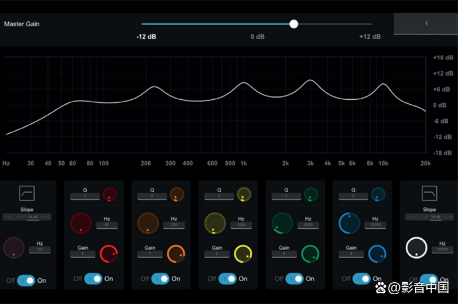 Master Gain
4
-12 dB 0 dB +12 dB
+18 dB
+12 dB
+6 dB
0 dB
-6 dB
-12 dB
-18 dB
Hz 30 40 50 60 80 100 200 300 400 600 800 1k 2k 3k 4k 5k 6k 8k 10k 20k
Q Q Q Q Q
Slope Slope
Hz Hz Hz Hz Hz Hz Hz
Gain Gain Gain Gain Gain
Off On Off On Off On Off On Off On Off On Off On
@影音中国